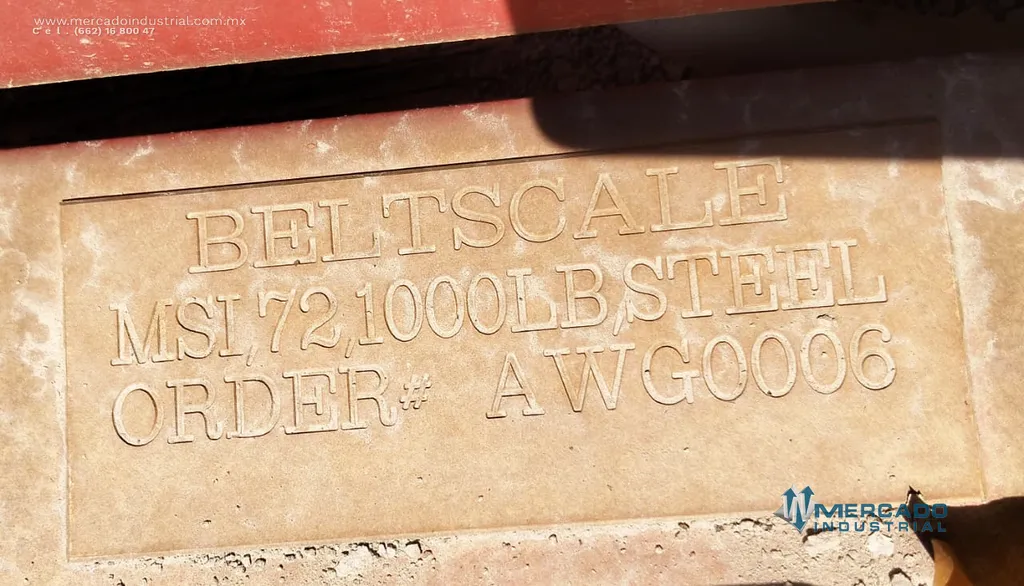 www.mercadoindustrial.com.mx
Cel. (662) 16 800 47
BELTSCALE
MSI,72,1000LB,STEEL
ORDER# AWG0006
MERCADO
INDUSTRIAL